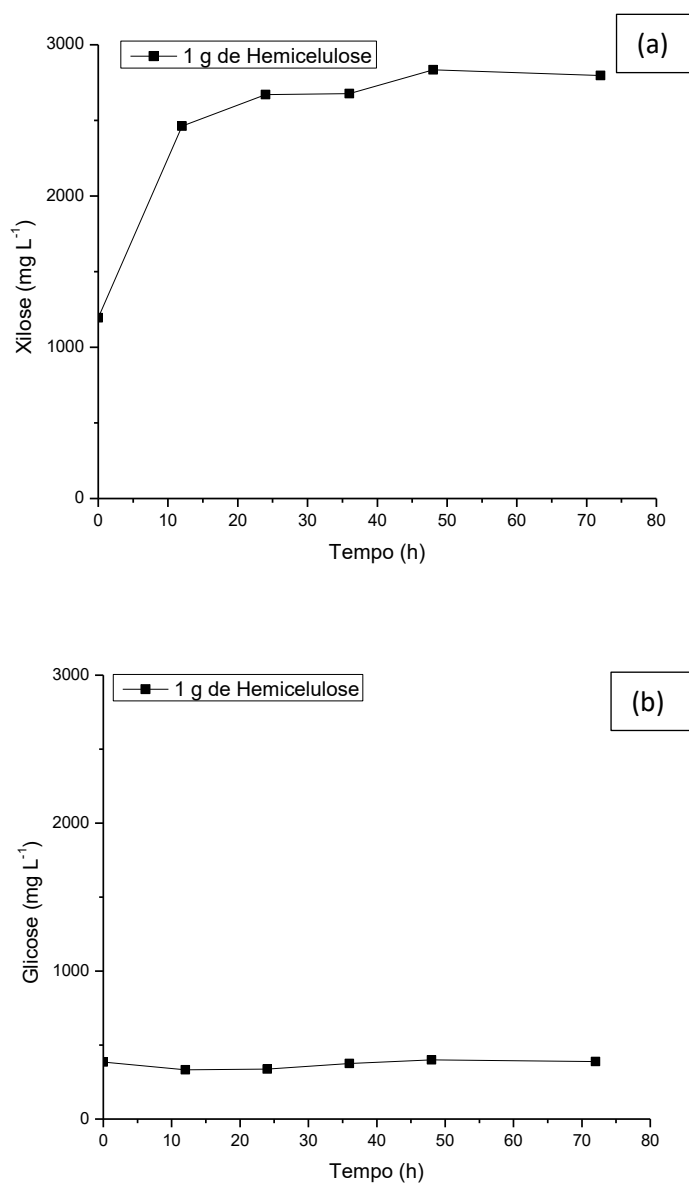 1 g de Hemicelulose
(a)
3000
2000
1000
0
Xilose (mg L⁻¹)
0 10 20 30 40 50 60 70 80
Tempo (h)
1 g de Hemicelulose
(b)
3000
2000
1000
0
Glicose (mg L⁻¹)
0 10 20 30 40 50 60 70 80
Tempo (h)